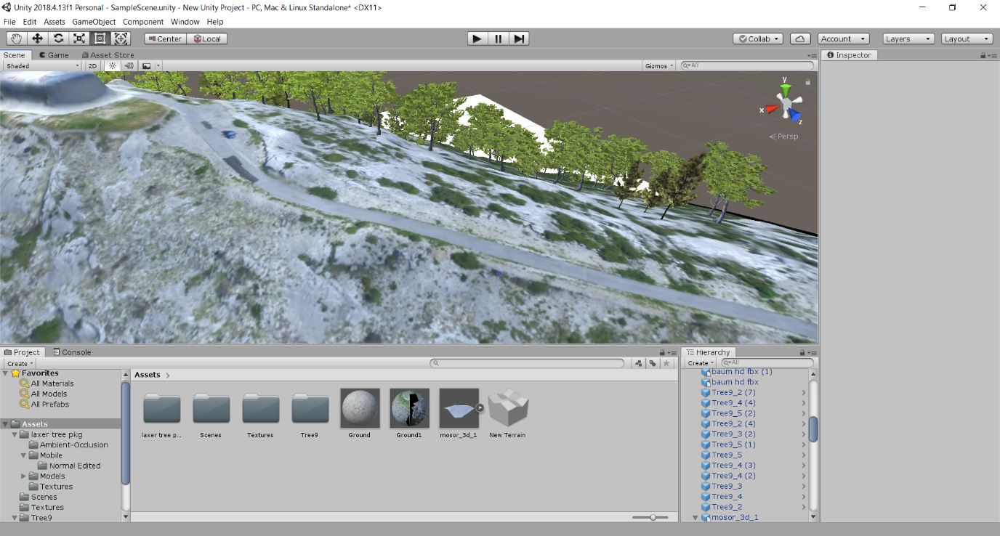 Unity 2018.4.13f1 Personal - SampleScene.unity - New Unity Project - PC, Mac & Linux Standalone* <DX11>
File Edit Assets GameObject Component Window Help
Center Local Collab Account Layers Layout
Scene Game Asset Store Inspector
Shaded 2D Gizmos All
y
x
z
Persp
Project Console
Create
Favorites
All Materials
All Models
All Prefabs
Assets
laxer tree pkg
Ambient-Occlusion
Mobile
Normal Edited
Models
Textures
Scenes
Textures
Tree9
Assets
laxer tree p... Scenes Textures Tree9 Ground Ground1 mosor_3d_1 New Terrain
Hierarchy
Create All
baum hd fbx (1)
baum hd fbx
Tree9_2 (7)
Tree9_4 (4)
Tree9_5 (2)
Tree9_2 (4)
Tree9_3 (2)
Tree9_5 (1)
Tree9_5
Tree9_4 (3)
Tree9_4 (2)
Tree9_3
Tree9_4
Tree9_2
mosor_3d_1